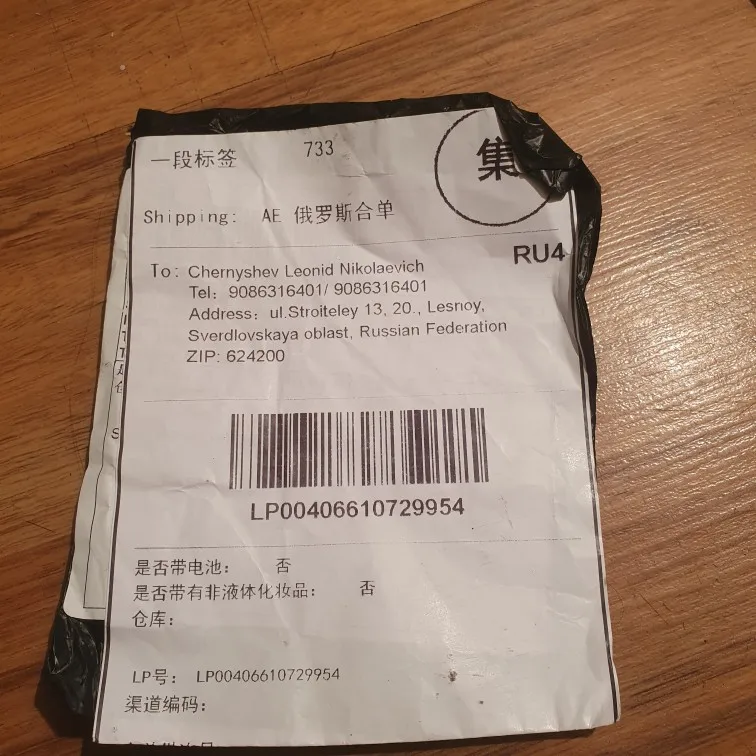 一段标签 733
集
Shipping: AE 俄罗斯合单
RU4
To: Chernyshev Leonid Nikolaevich
Tel: 9086316401/ 9086316401
Address: ul.Stroiteley 13, 20., Lesnoy,
Sverdlovskaya oblast, Russian Federation
ZIP: 624200
LP00406610729954
是否带电池: 否
是否带有非液体化妆品: 否
仓库:
LP号: LP00406610729954
渠道编码: